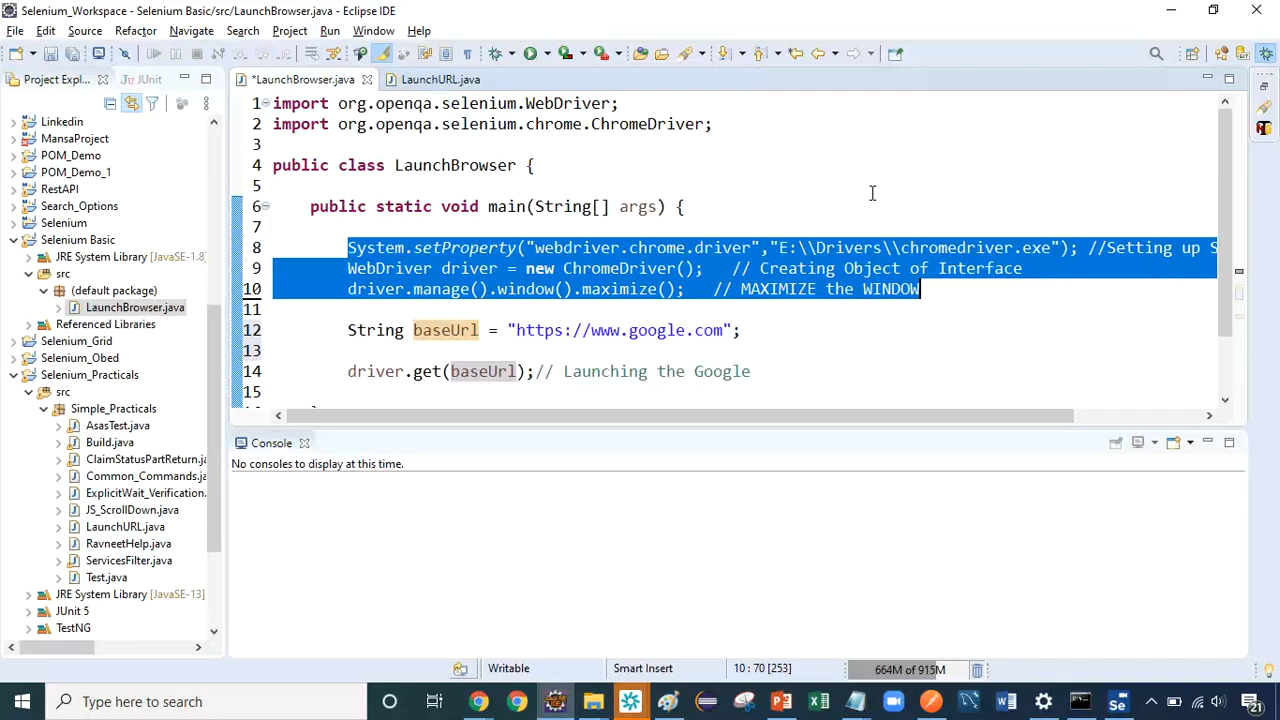 Selenium_Workspace - Selenium Basic/src/LaunchBrowser.java - Eclipse IDE
File Edit Source Refactor Navigate Search Project Run Window Help
Project Expl...
JUnit
*LaunchBrowser.java
LaunchURL.java
Linkedin
MansaProject
POM_Demo
POM_Demo_1
RestAPI
Search_Options
Selenium
Selenium Basic
JRE System Library [JavaSE-1.8]
src
(default package)
LaunchBrowser.java
Referenced Libraries
Selenium_Grid
Selenium_Obed
Selenium_Practicals
src
Simple_Practicals
AsasTest.java
Build.java
ClaimStatusPartReturn.ja
Common_Commands.ja
ExplicitWait_Verification.
JS_ScrollDown.java
LaunchURL.java
RavneetHelp.java
ServicesFilter.java
Test.java
JRE System Library [JavaSE-13]
JUnit 5
TestNG
1 import org.openqa.selenium.WebDriver;
2 import org.openqa.selenium.chrome.ChromeDriver;
3
4 public class LaunchBrowser {
5
6 public static void main(String[] args) {
7
8 System.setProperty("webdriver.chrome.driver","E:\\Drivers\\chromedriver.exe"); //Setting up S
9 WebDriver driver = new ChromeDriver(); // Creating Object of Interface
10 driver.manage().window().maximize(); // MAXIMIZE the WINDOW
11
12 String baseUrl = "https://www.google.com";
13
14 driver.get(baseUrl);// Launching the Google
15
Console
No consoles to display at this time.
Writable
Smart Insert
10 : 70 [253]
664M of 915M
Type here to search
Se
ENG
21